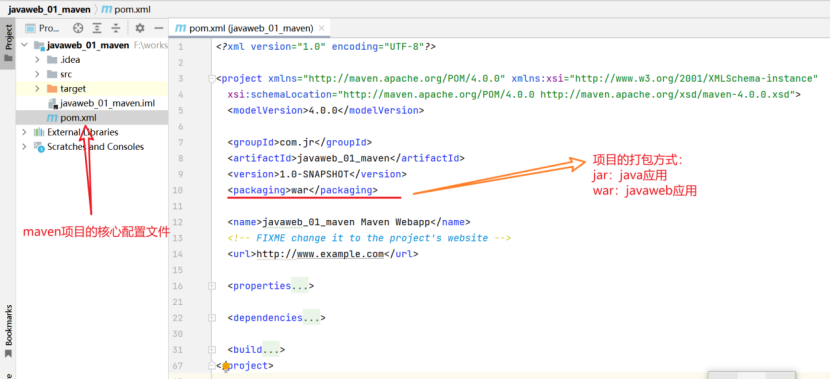 javaweb_01_maven pom.xml
Project
Pro...
javaweb_01_maven F:\works
.idea
src
target
javaweb_01_maven.iml
pom.xml
External Libraries
Scratches and Consoles
maven项目的核心配置文件
Bookmarks
pom.xml (javaweb_01_maven)
1 <?xml version="1.0" encoding="UTF-8"?>
2
3 <project xmlns="http://maven.apache.org/POM/4.0.0" xmlns:xsi="http://www.w3.org/2001/XMLSchema-instance"
4 xsi:schemaLocation="http://maven.apache.org/POM/4.0.0 http://maven.apache.org/xsd/maven-4.0.0.xsd">
5 <modelVersion>4.0.0</modelVersion>
6
7 <groupId>com.jr</groupId>
8 <artifactId>javaweb_01_maven</artifactId>
9 <version>1.0-SNAPSHOT</version>
10 <packaging>war</packaging>
11
12 <name>javaweb_01_maven Maven Webapp</name>
13 <!-- FIXME change it to the project's website -->
14 <url>http://www.example.com</url>
15
16 <properties...>
21
22 <dependencies...>
30
31 <build...>
67 </project>
项目的打包方式：
jar：java应用
war：javaweb应用